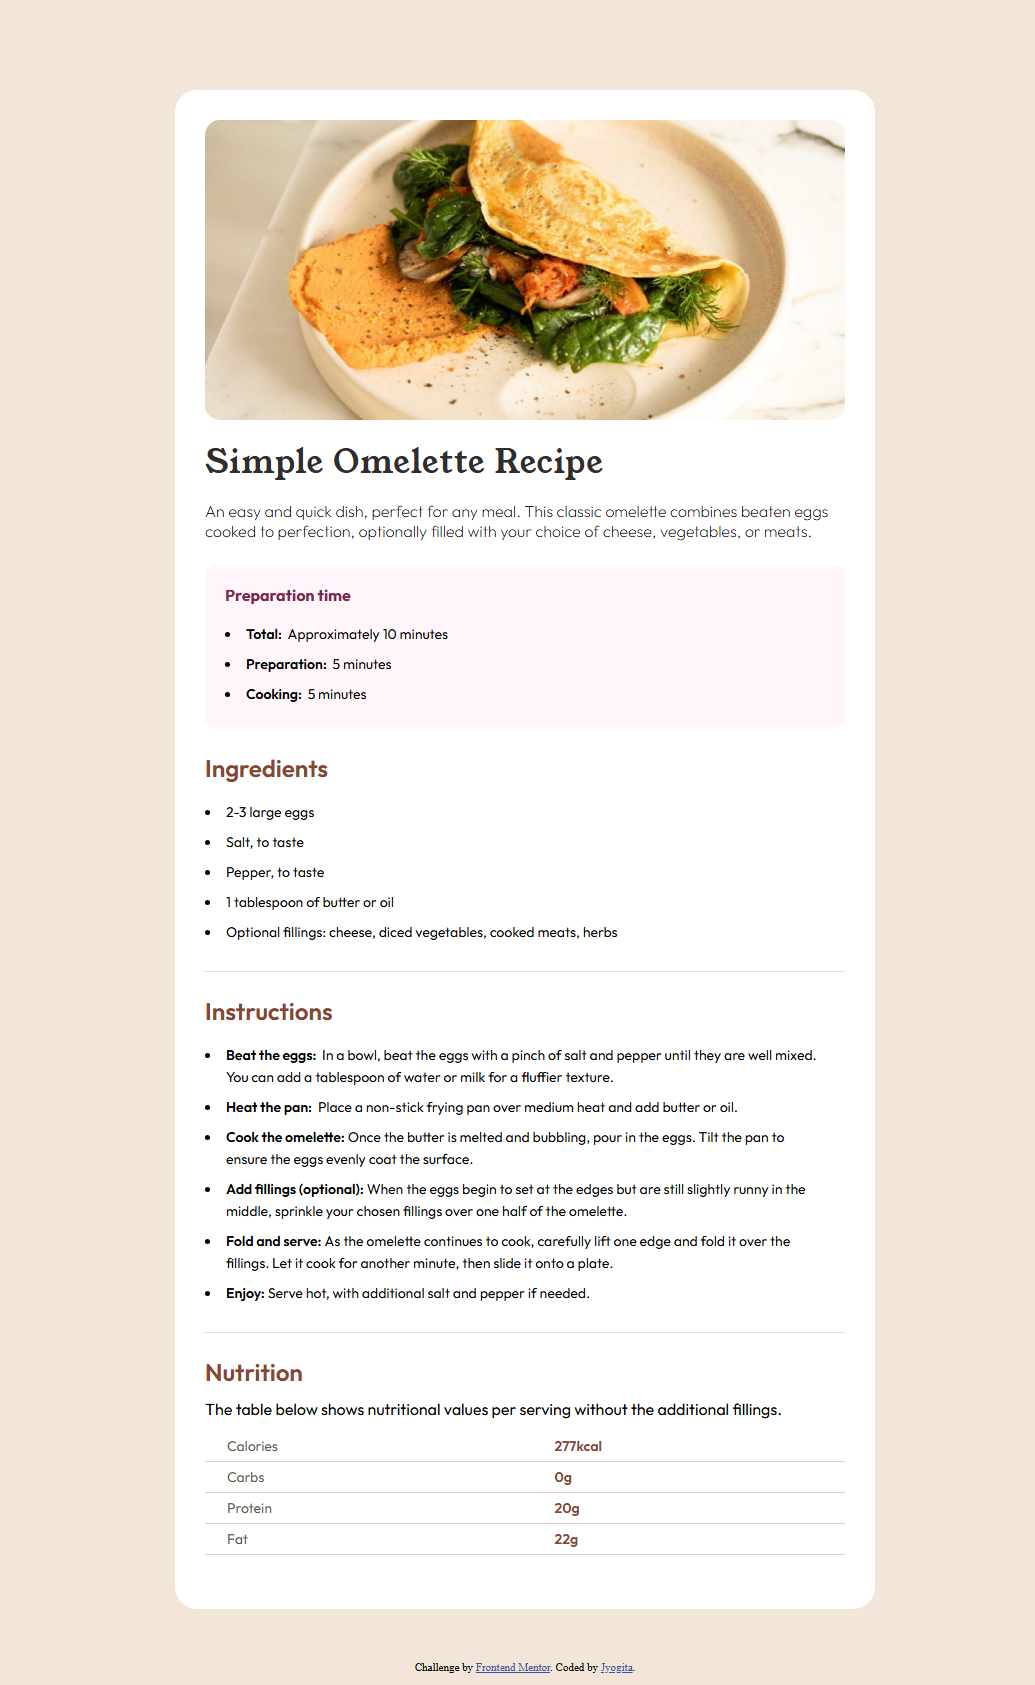 Simple Omelette Recipe
An easy and quick dish, perfect for any meal. This classic omelette combines beaten eggs
cooked to perfection, optionally filled with your choice of cheese, vegetables, or meats.
Preparation time
• Total: Approximately 10 minutes
• Preparation: 5 minutes
• Cooking: 5 minutes
Ingredients
• 2-3 large eggs
• Salt, to taste
• Pepper, to taste
• 1 tablespoon of butter or oil
• Optional fillings: cheese, diced vegetables, cooked meats, herbs
Instructions
• Beat the eggs: In a bowl, beat the eggs with a pinch of salt and pepper until they are well mixed.
You can add a tablespoon of water or milk for a fluffier texture.
• Heat the pan: Place a non-stick frying pan over medium heat and add butter or oil.
• Cook the omelette: Once the butter is melted and bubbling, pour in the eggs. Tilt the pan to
ensure the eggs evenly coat the surface.
• Add fillings (optional): When the eggs begin to set at the edges but are still slightly runny in the
middle, sprinkle your chosen fillings over one half of the omelette.
• Fold and serve: As the omelette continues to cook, carefully lift one edge and fold it over the
fillings. Let it cook for another minute, then slide it onto a plate.
• Enjoy: Serve hot, with additional salt and pepper if needed.
Nutrition
The table below shows nutritional values per serving without the additional fillings.
Calories 277kcal
Carbs 0g
Protein 20g
Fat 22g
Challenge by Frontend Mentor. Coded by Jyogita.